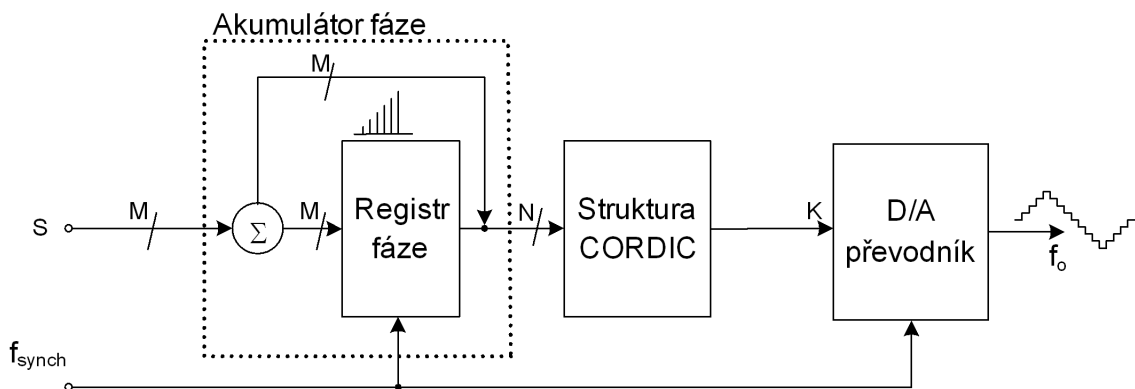 Akumulátor fáze
M
S
M
Σ
M
Registr
fáze
N
Struktura
CORDIC
K
D/A
převodník
fo
fsynch